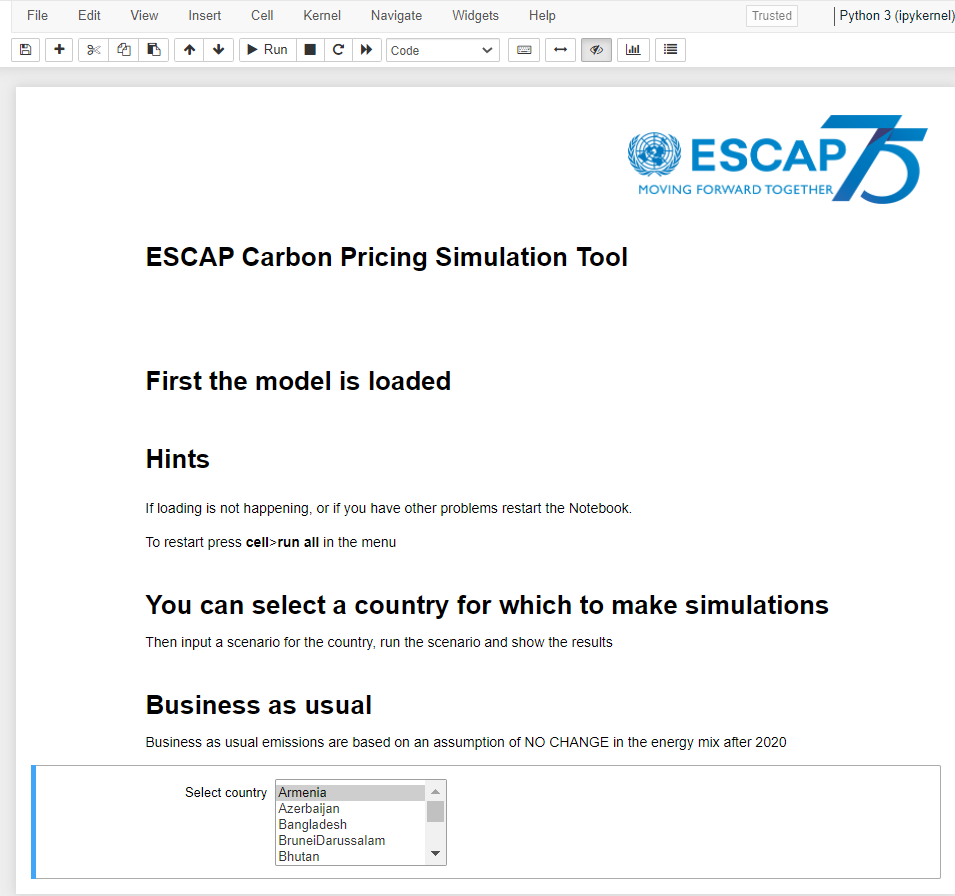 File Edit View Insert Cell Kernel Navigate Widgets Help Trusted Python 3 (ipykernel)
Run Code
ESCAP 75
MOVING FORWARD TOGETHER
ESCAP Carbon Pricing Simulation Tool
First the model is loaded
Hints
If loading is not happening, or if you have other problems restart the Notebook.
To restart press cell>run all in the menu
You can select a country for which to make simulations
Then input a scenario for the country, run the scenario and show the results
Business as usual
Business as usual emissions are based on an assumption of NO CHANGE in the energy mix after 2020
Select country Armenia
Azerbaijan
Bangladesh
BruneiDarussalam
Bhutan